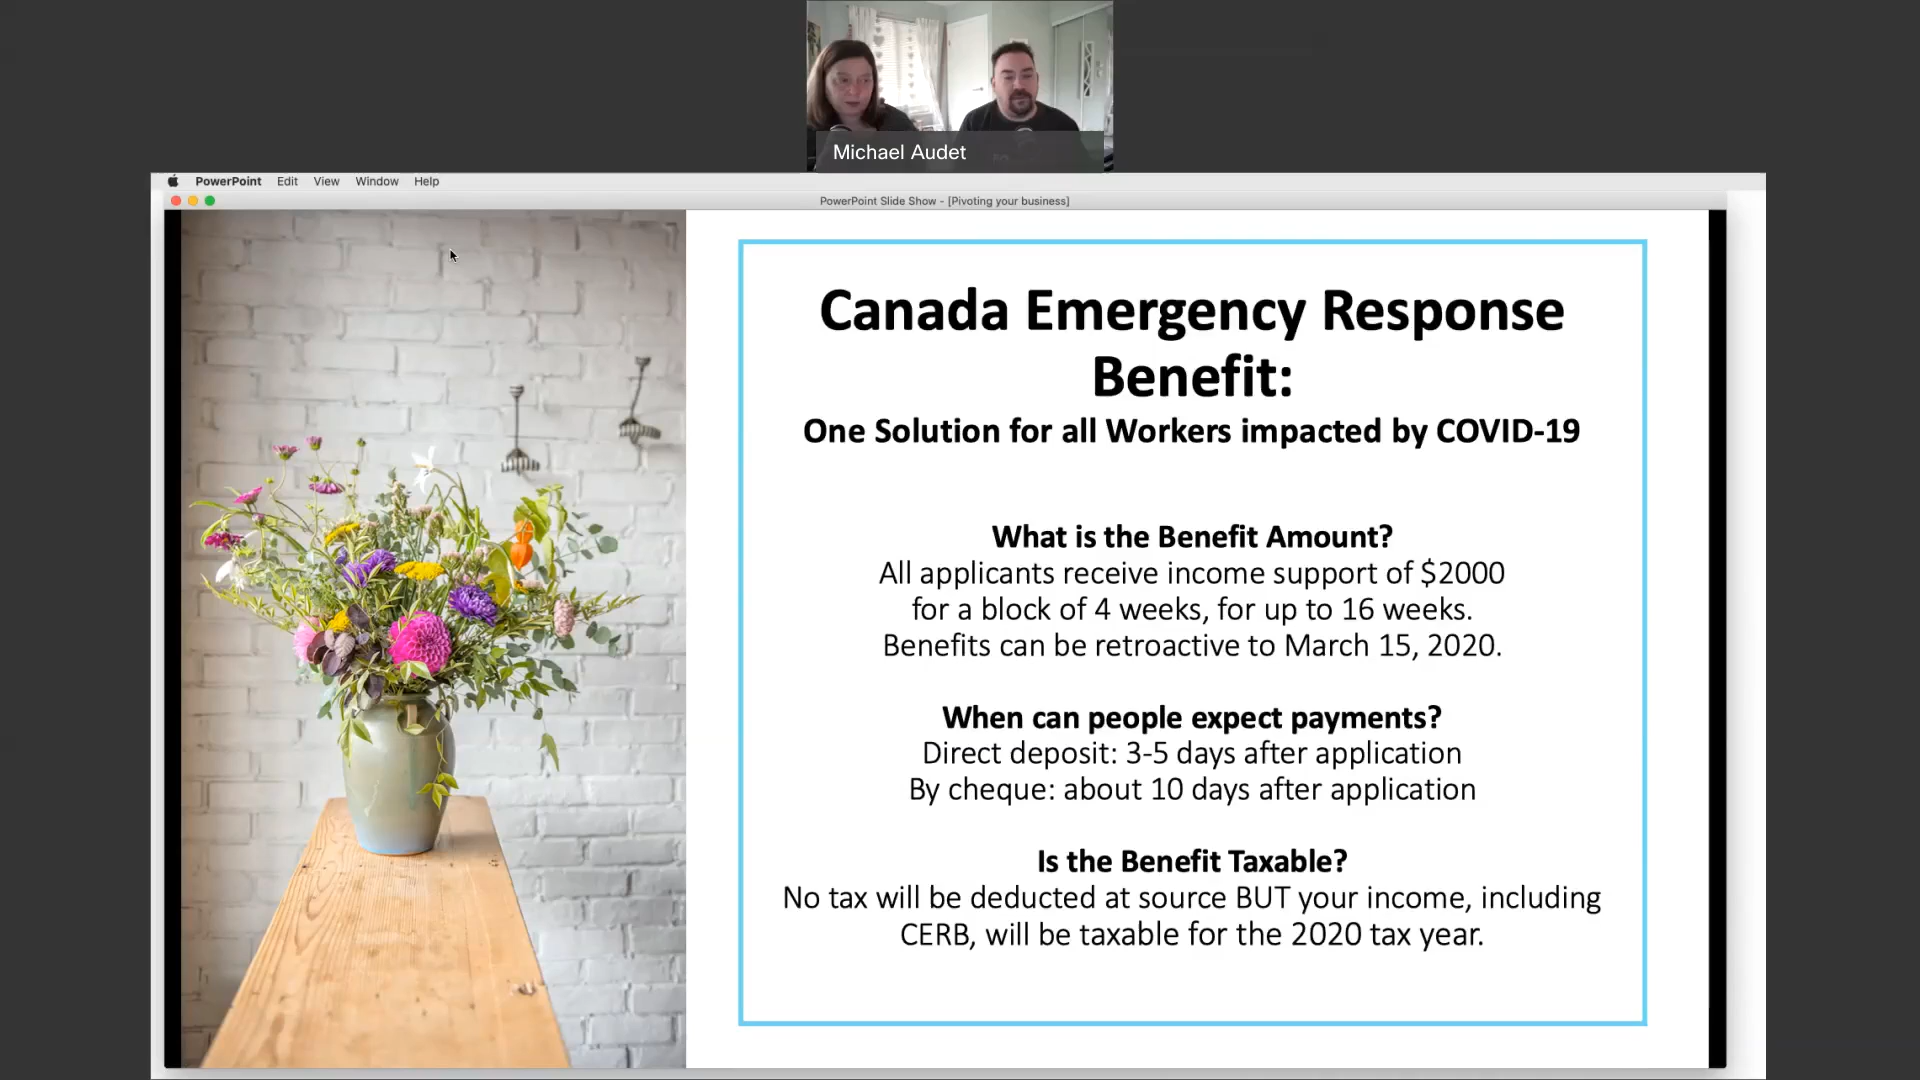 Michael Audet
PowerPoint Edit View Window Help
PowerPoint Slide Show - [Pivoting your business]
Canada Emergency Response
Benefit:
One Solution for all Workers impacted by COVID-19
What is the Benefit Amount?
All applicants receive income support of $2000
for a block of 4 weeks, for up to 16 weeks.
Benefits can be retroactive to March 15, 2020.
When can people expect payments?
Direct deposit: 3-5 days after application
By cheque: about 10 days after application
Is the Benefit Taxable?
No tax will be deducted at source BUT your income, including
CERB, will be taxable for the 2020 tax year.